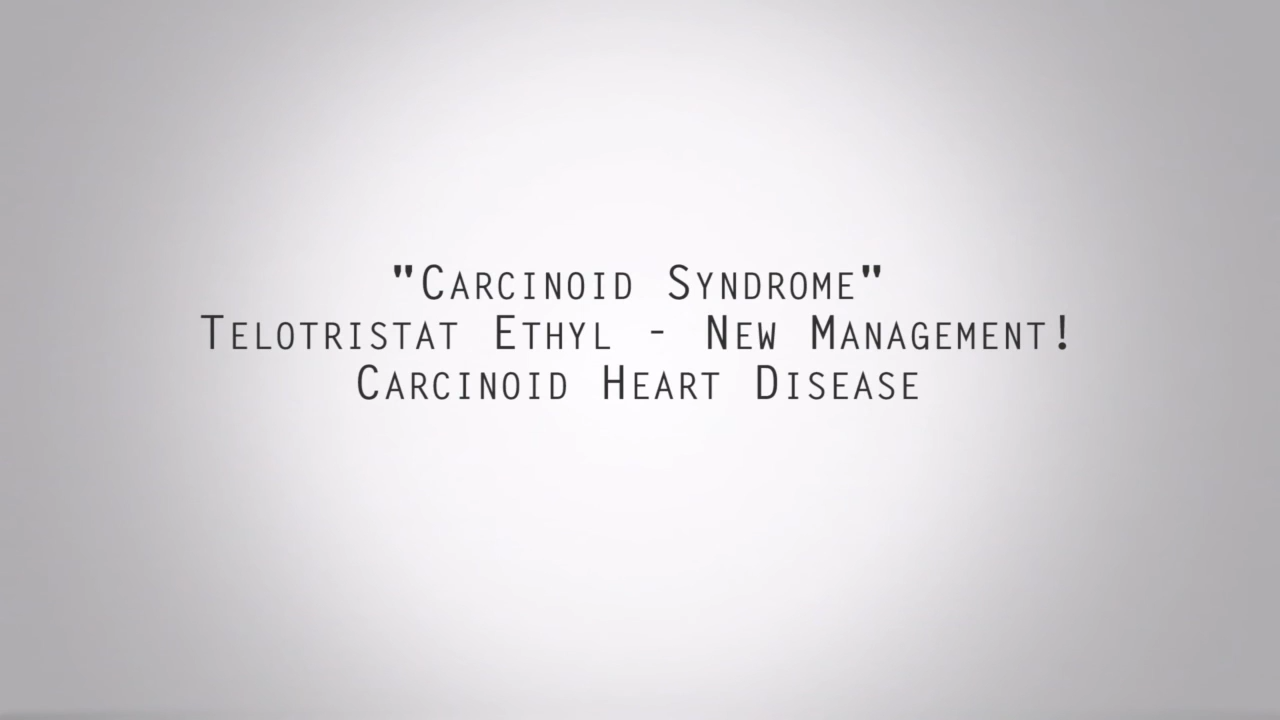 "Carcinoid Syndrome"
Telotristat Ethyl - New Management!
Carcinoid Heart Disease